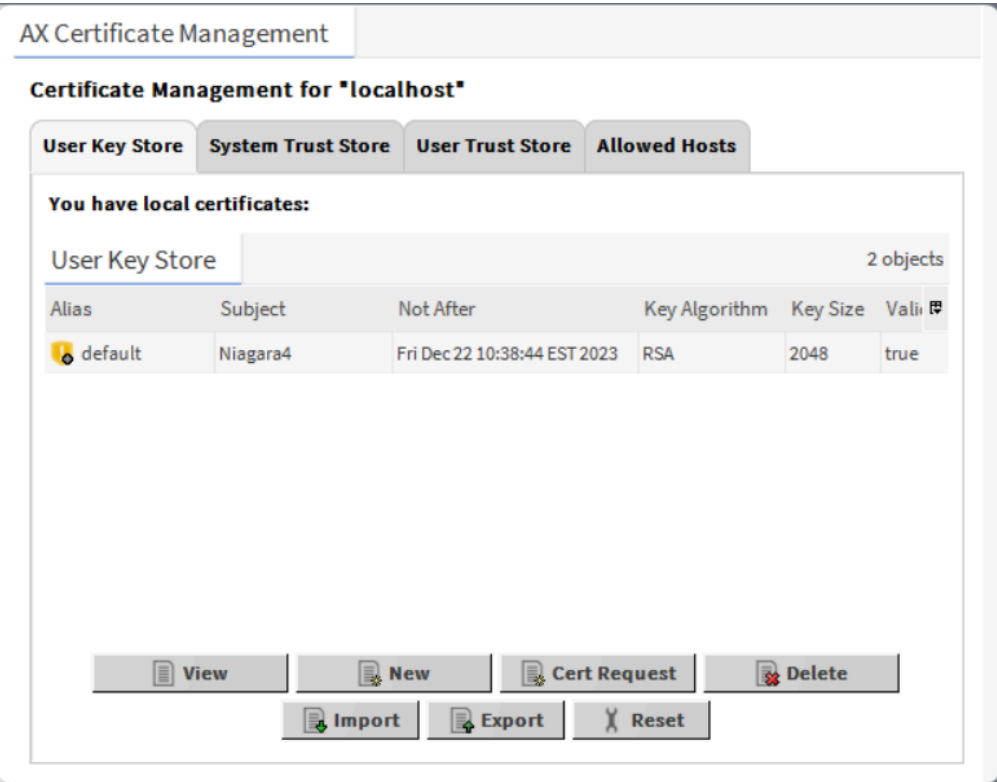 AX Certificate Management
Certificate Management for "localhost"
User Key Store System Trust Store User Trust Store Allowed Hosts
You have local certificates:
User Key Store 2 objects
Alias Subject Not After Key Algorithm Key Size Vali
default Niagara4 Fri Dec 22 10:38:44 EST 2023 RSA 2048 true
View New Cert Request Delete
Import Export Reset